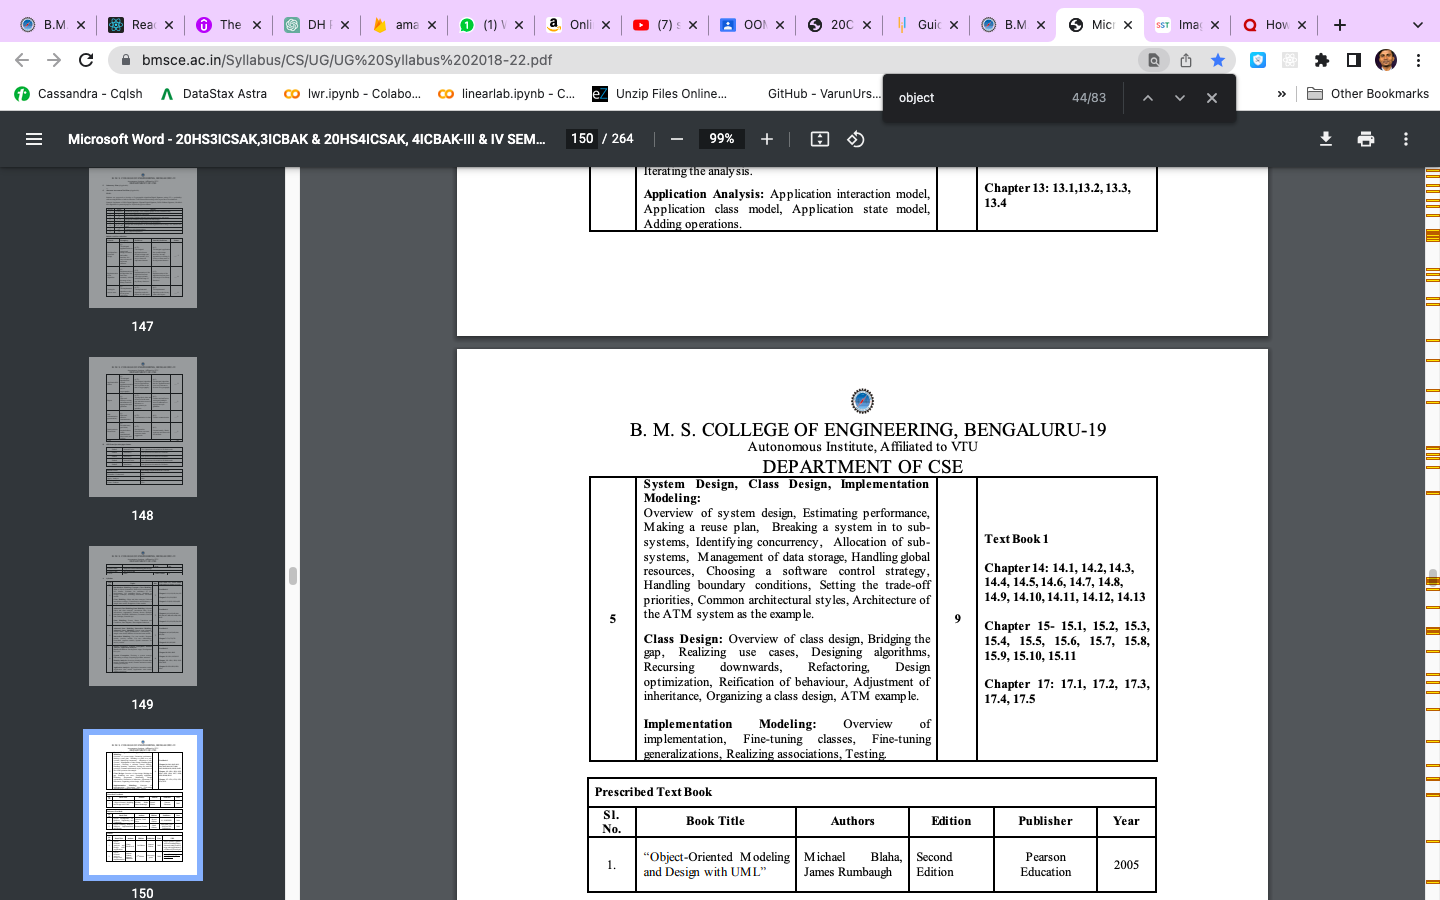 B.M.
Rea
The
DH
ama
(1)
Onli
(7) s
OOM
20C
Guid
B.M
Micr
Imag
How
bmsce.ac.in/Syllabus/CS/UG/UG%20Syllabus%202018-22.pdf
Cassandra - Cqlsh
DataStax Astra
lwr.ipynb - Colabo...
linearlab.ipynb - C...
eZ
Unzip Files Online...
GitHub - VarunUrs...
»
Other Bookmarks
object
44/83
Microsoft Word - 20HS3ICSAK,3ICBAK & 20HS4ICSAK, 4ICBAK-III & IV SEM...
150 / 264
99%
147
148
149
150
Iterating the analysis.
Application Analysis: Application interaction model,
Application class model, Application state model,
Adding operations.
Chapter 13: 13.1,13.2, 13.3,
13.4
B. M. S. COLLEGE OF ENGINEERING, BENGALURU-19
Autonomous Institute, Affiliated to VTU
DEPARTMENT OF CSE
5
System Design, Class Design, Implementation
Modeling:
Overview of system design, Estimating performance,
Making a reuse plan, Breaking a system in to sub-
systems, Identifying concurrency, Allocation of sub-
systems, Management of data storage, Handling global
resources, Choosing a software control strategy,
Handling boundary conditions, Setting the trade-off
priorities, Common architectural styles, Architecture of
the ATM system as the example.
Class Design: Overview of class design, Bridging the
gap, Realizing use cases, Designing algorithms,
Recursing downwards, Refactoring, Design
optimization, Reification of behaviour, Adjustment of
inheritance, Organizing a class design, ATM example.
Implementation Modeling: Overview of
implementation, Fine-tuning classes, Fine-tuning
generalizations, Realizing associations, Testing.
9
Text Book 1
Chapter 14: 14.1, 14.2, 14.3,
14.4, 14.5, 14.6, 14.7, 14.8,
14.9, 14.10, 14.11, 14.12, 14.13
Chapter 15- 15.1, 15.2, 15.3,
15.4, 15.5, 15.6, 15.7, 15.8,
15.9, 15.10, 15.11
Chapter 17: 17.1, 17.2, 17.3,
17.4, 17.5
Prescribed Text Book
Sl.
No.
Book Title
Authors
Edition
Publisher
Year
1.
“Object-Oriented Modeling
and Design with UML”
Michael Blaha,
James Rumbaugh
Second
Edition
Pearson
Education
2005